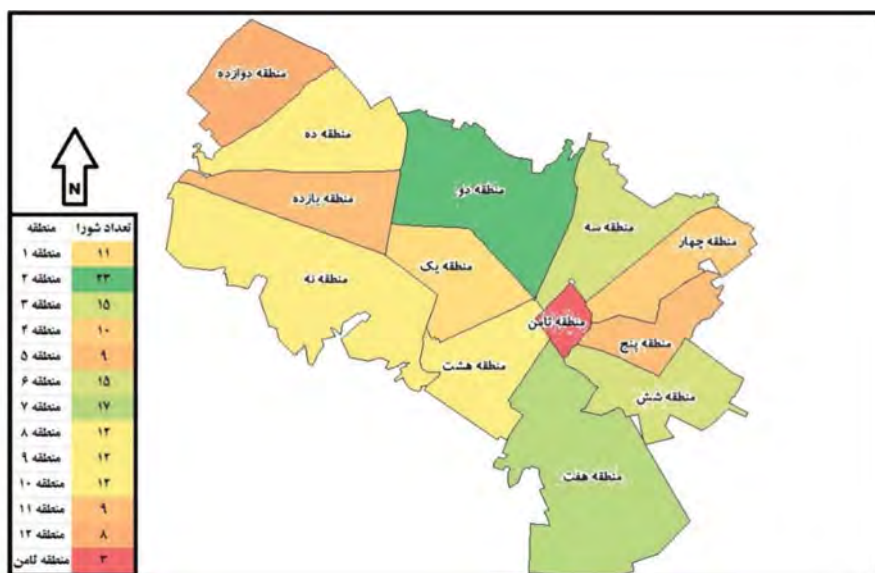 منطقه دوازده
منطقه ده
منطقه دو
منطقه یازده
منطقه سه
منطقه چهار
منطقه یک
منطقه نه
منطقه ثامن
منطقه پنج
منطقه هشت
منطقه شش
منطقه هفت
N
تعداد شورا منطقه
۱۱ منطقه ۱
۲۳ منطقه ۲
۱۵ منطقه ۳
۱۰ منطقه ۴
۹ منطقه ۵
۱۵ منطقه ۶
۱۷ منطقه ۷
۱۲ منطقه ۸
۱۲ منطقه ۹
۱۲ منطقه ۱۰
۹ منطقه ۱۱
۸ منطقه ۱۲
۳ منطقه ثامن